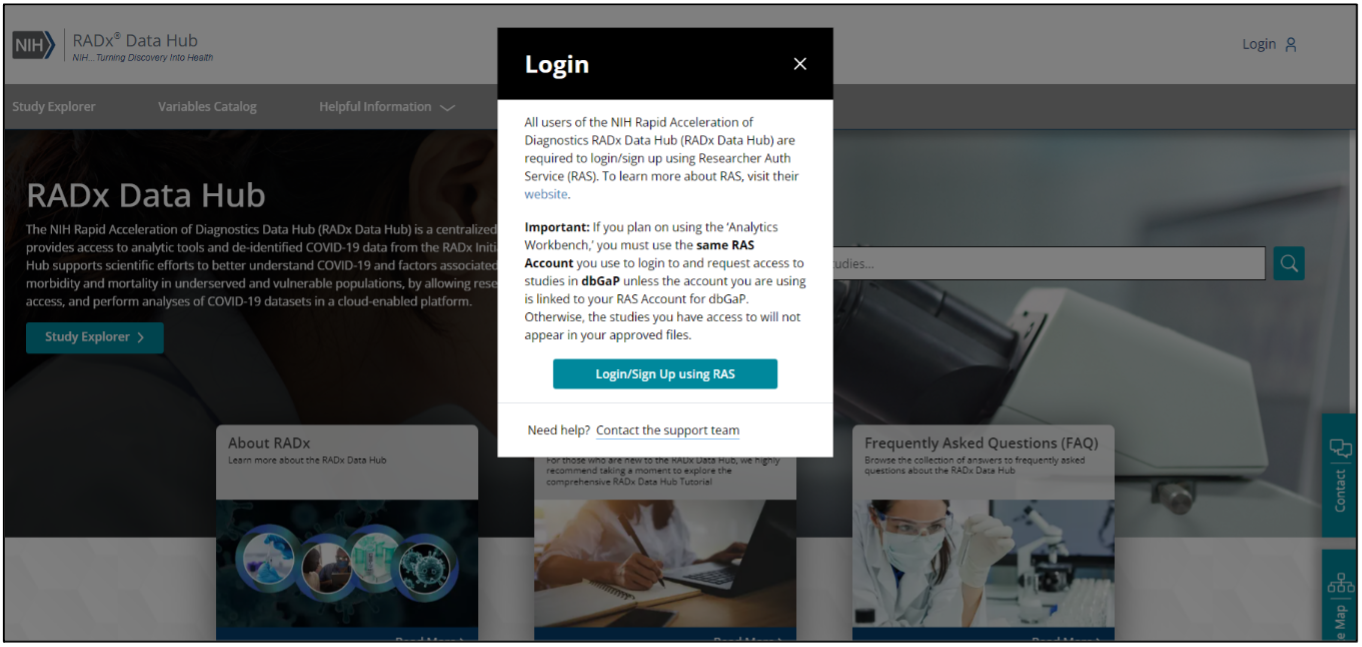 NIH
RADx® Data Hub
NIH... Turning Discovery Into Health
Login
Study Explorer
Variables Catalog
Helpful Information
Login
All users of the NIH Rapid Acceleration of
Diagnostics RADx Data Hub (RADx Data Hub) are
required to login/sign up using Researcher Auth
Service (RAS). To learn more about RAS, visit their
website.
Important: If you plan on using the ‘Analytics
Workbench,’ you must use the same RAS
Account you use to login to and request access to
studies in dbGaP unless the account you are using
is linked to your RAS Account for dbGaP.
Otherwise, the studies you have access to will not
appear in your approved files.
Login/Sign Up using RAS
Need help? Contact the support team
RADx Data Hub
The NIH Rapid Acceleration of Diagnostics Data Hub (RADx Data Hub) is a centralized
provides access to analytic tools and de-identified COVID-19 data from the RADx Initi
Hub supports scientific efforts to better understand COVID-19 and factors associated
morbidity and mortality in underserved and vulnerable populations, by allowing rese
access, and perform analyses of COVID-19 datasets in a cloud-enabled platform.
Study Explorer
udies...
About RADx
Learn more about the RADx Data Hub
For those who are new to the RADx Data Hub, we highly
recommend taking a moment to explore the
comprehensive RADx Data Hub Tutorial
Frequently Asked Questions (FAQ)
Browse the collection of answers to frequently asked
questions about the RADx Data Hub
Contact
e Map
Read More
Read More
Read More